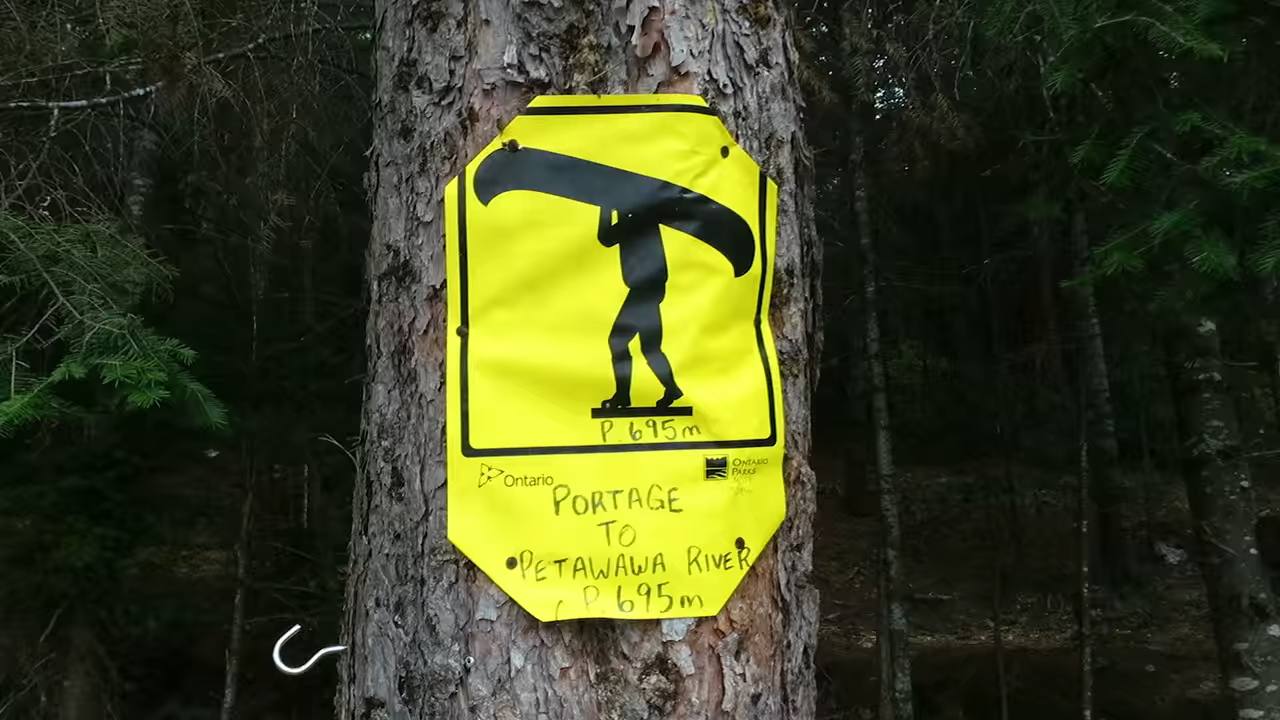 P. 695m
Ontario
ONTARIO
PARKS
PORTAGE
TO
PETAWAWA RIVER
P. 695m